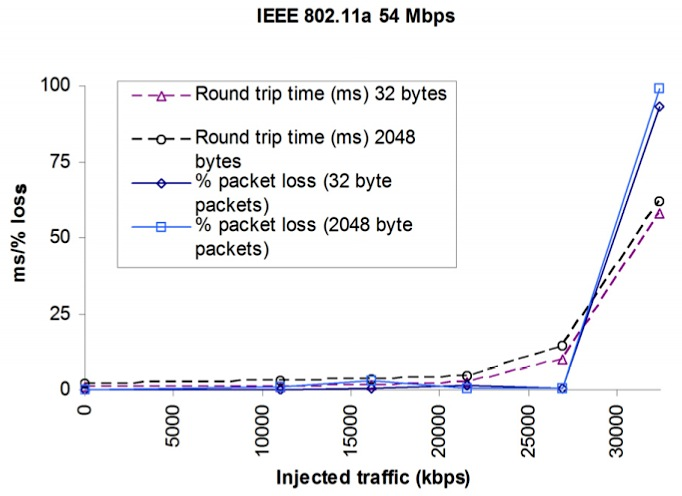 IEEE 802.11a 54 Mbps
100
75
50
25
0
ms/% loss
Round trip time (ms) 32 bytes
Round trip time (ms) 2048
bytes
% packet loss (32 byte
packets)
% packet loss (2048 byte
packets)
0
5000
10000
15000
20000
25000
30000
Injected traffic (kbps)